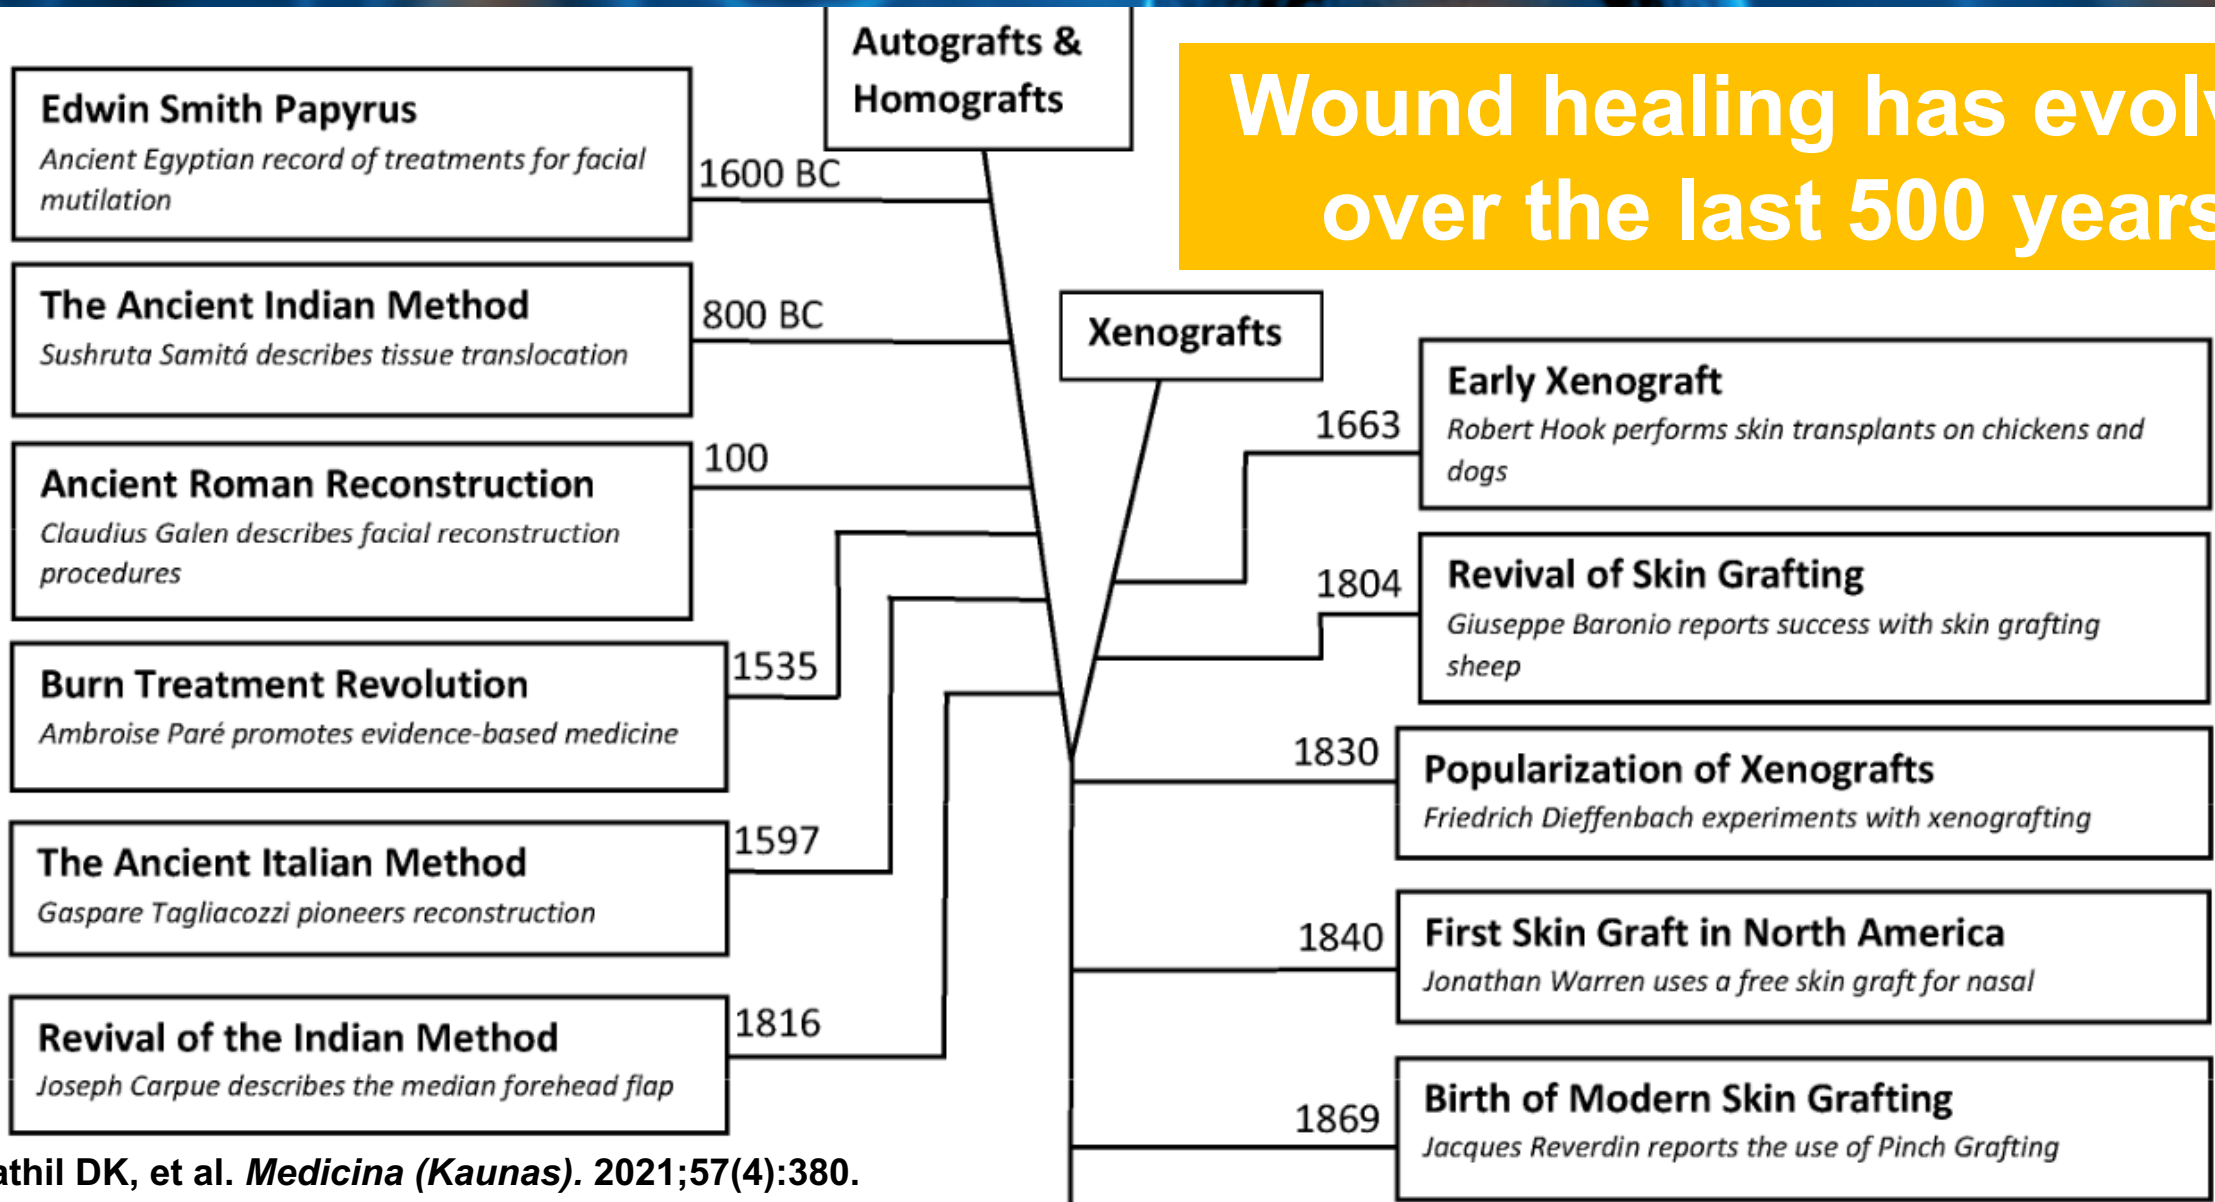 Autografts &
Homografts
Wound healing has
over the last 500 years
Edwin Smith Papyrus
Ancient Egyptian record of treatments for facial
mutilation
1600 BC
The Ancient Indian Method
Sushruta Samitá describes tissue translocation
800 BC
Ancient Roman Reconstruction
Claudius Galen describes facial reconstruction
procedures
100
Burn Treatment Revolution
Ambroise Paré promotes evidence-based medicine
1535
The Ancient Italian Method
Gaspare Tagliacozzi pioneers reconstruction
1597
Revival of the Indian Method
Joseph Carpue describes the median forehead flap
1816
Xenografts
1663
Early Xenograft
Robert Hook performs skin transplants on chickens and
dogs
1804
Revival of Skin Grafting
Giuseppe Baronio reports success with skin grafting
sheep
1830
Popularization of Xenografts
Friedrich Dieffenbach experiments with xenografting
1840
First Skin Graft in North America
Jonathan Warren uses a free skin graft for nasal
1869
Birth of Modern Skin Grafting
Jacques Reverdin reports the use of Pinch Grafting
DK, et al. Medicina (Kaunas). 2021;57(4):380.